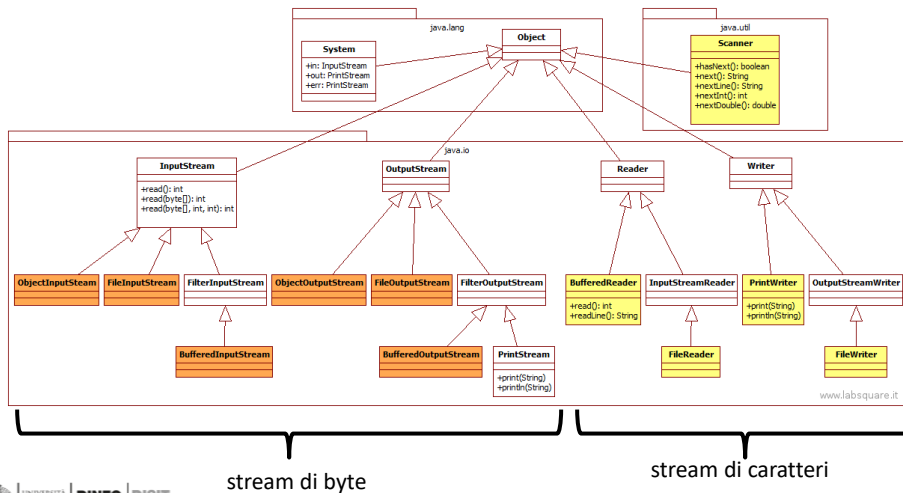 java.lang
Object
System
+in: InputStream
+out: PrintStream
+err: PrintStream
java.util
Scanner
+hasNext(): boolean
+next(): String
+nextLine(): String
+nextInt(): int
+nextDouble(): double
java.io
InputStream
+read(): int
+read(byte[]): int
+read(byte[], int, int): int
OutputStream
Reader
Writer
ObjectInputSteam
FileInputStream
FilterInputStream
ObjectOutputStream
FileOutputStream
FilterOutputStream
BufferedReader
+read(): int
+readLine(): String
InputStreamReader
PrintWriter
+print(String)
+println(String)
OutputStreamWriter
BufferedInputStream
BufferedOutputStream
PrintStream
+print(String)
+println(String)
FileReader
FileWriter
www.labsquare.it
stream di byte
stream di caratteri